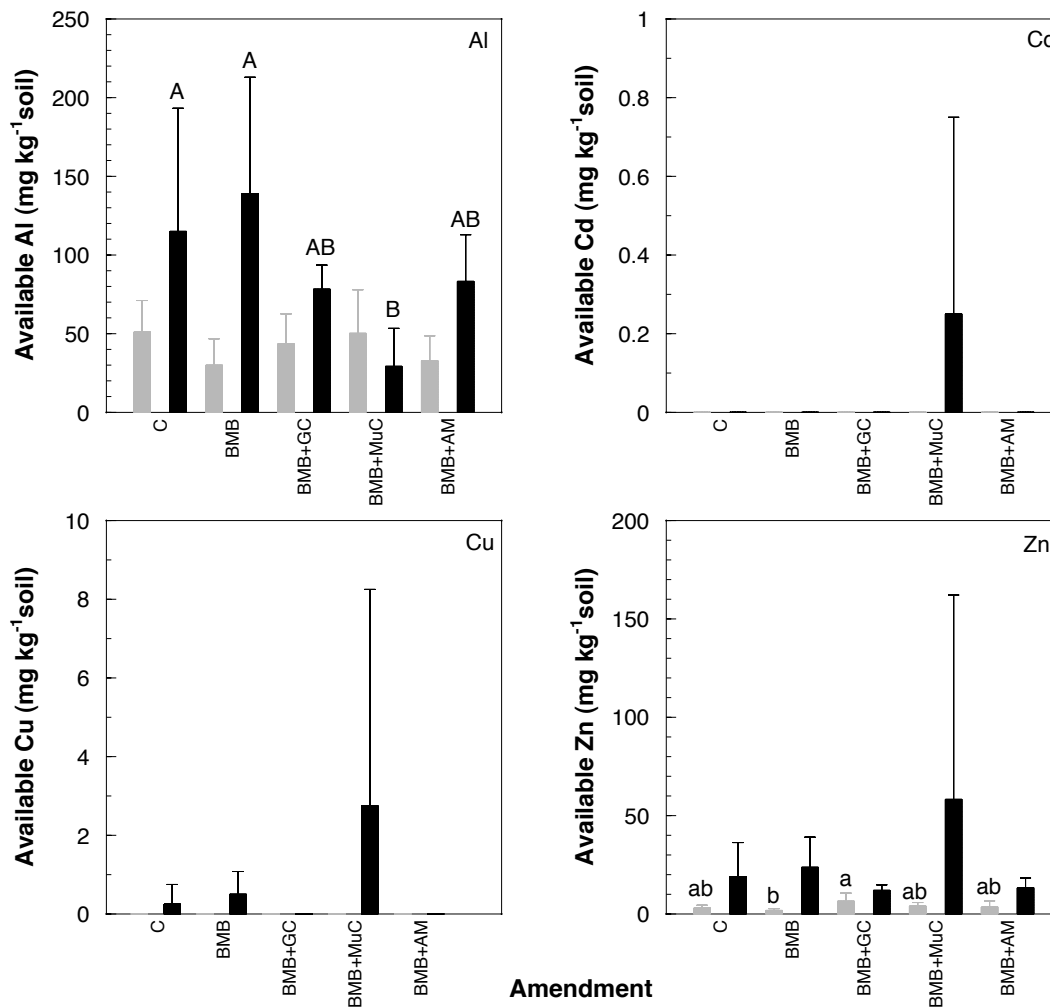 Al
Available Al (mg kg⁻¹soil)
250
200
150
100
50
0
A
A
AB
B
AB
C
BMB
BMB+GC
BMB+MuC
BMB+AM
Cd
Available Cd (mg kg⁻¹soil)
1
0.8
0.6
0.4
0.2
0
C
BMB
BMB+GC
BMB+MuC
BMB+AM
Cu
Available Cu (mg kg⁻¹soil)
10
8
6
4
2
0
C
BMB
BMB+GC
BMB+MuC
BMB+AM
Zn
Available Zn (mg kg⁻¹soil)
200
150
100
50
0
ab
b
a
ab
ab
C
BMB
BMB+GC
BMB+MuC
BMB+AM
Amendment